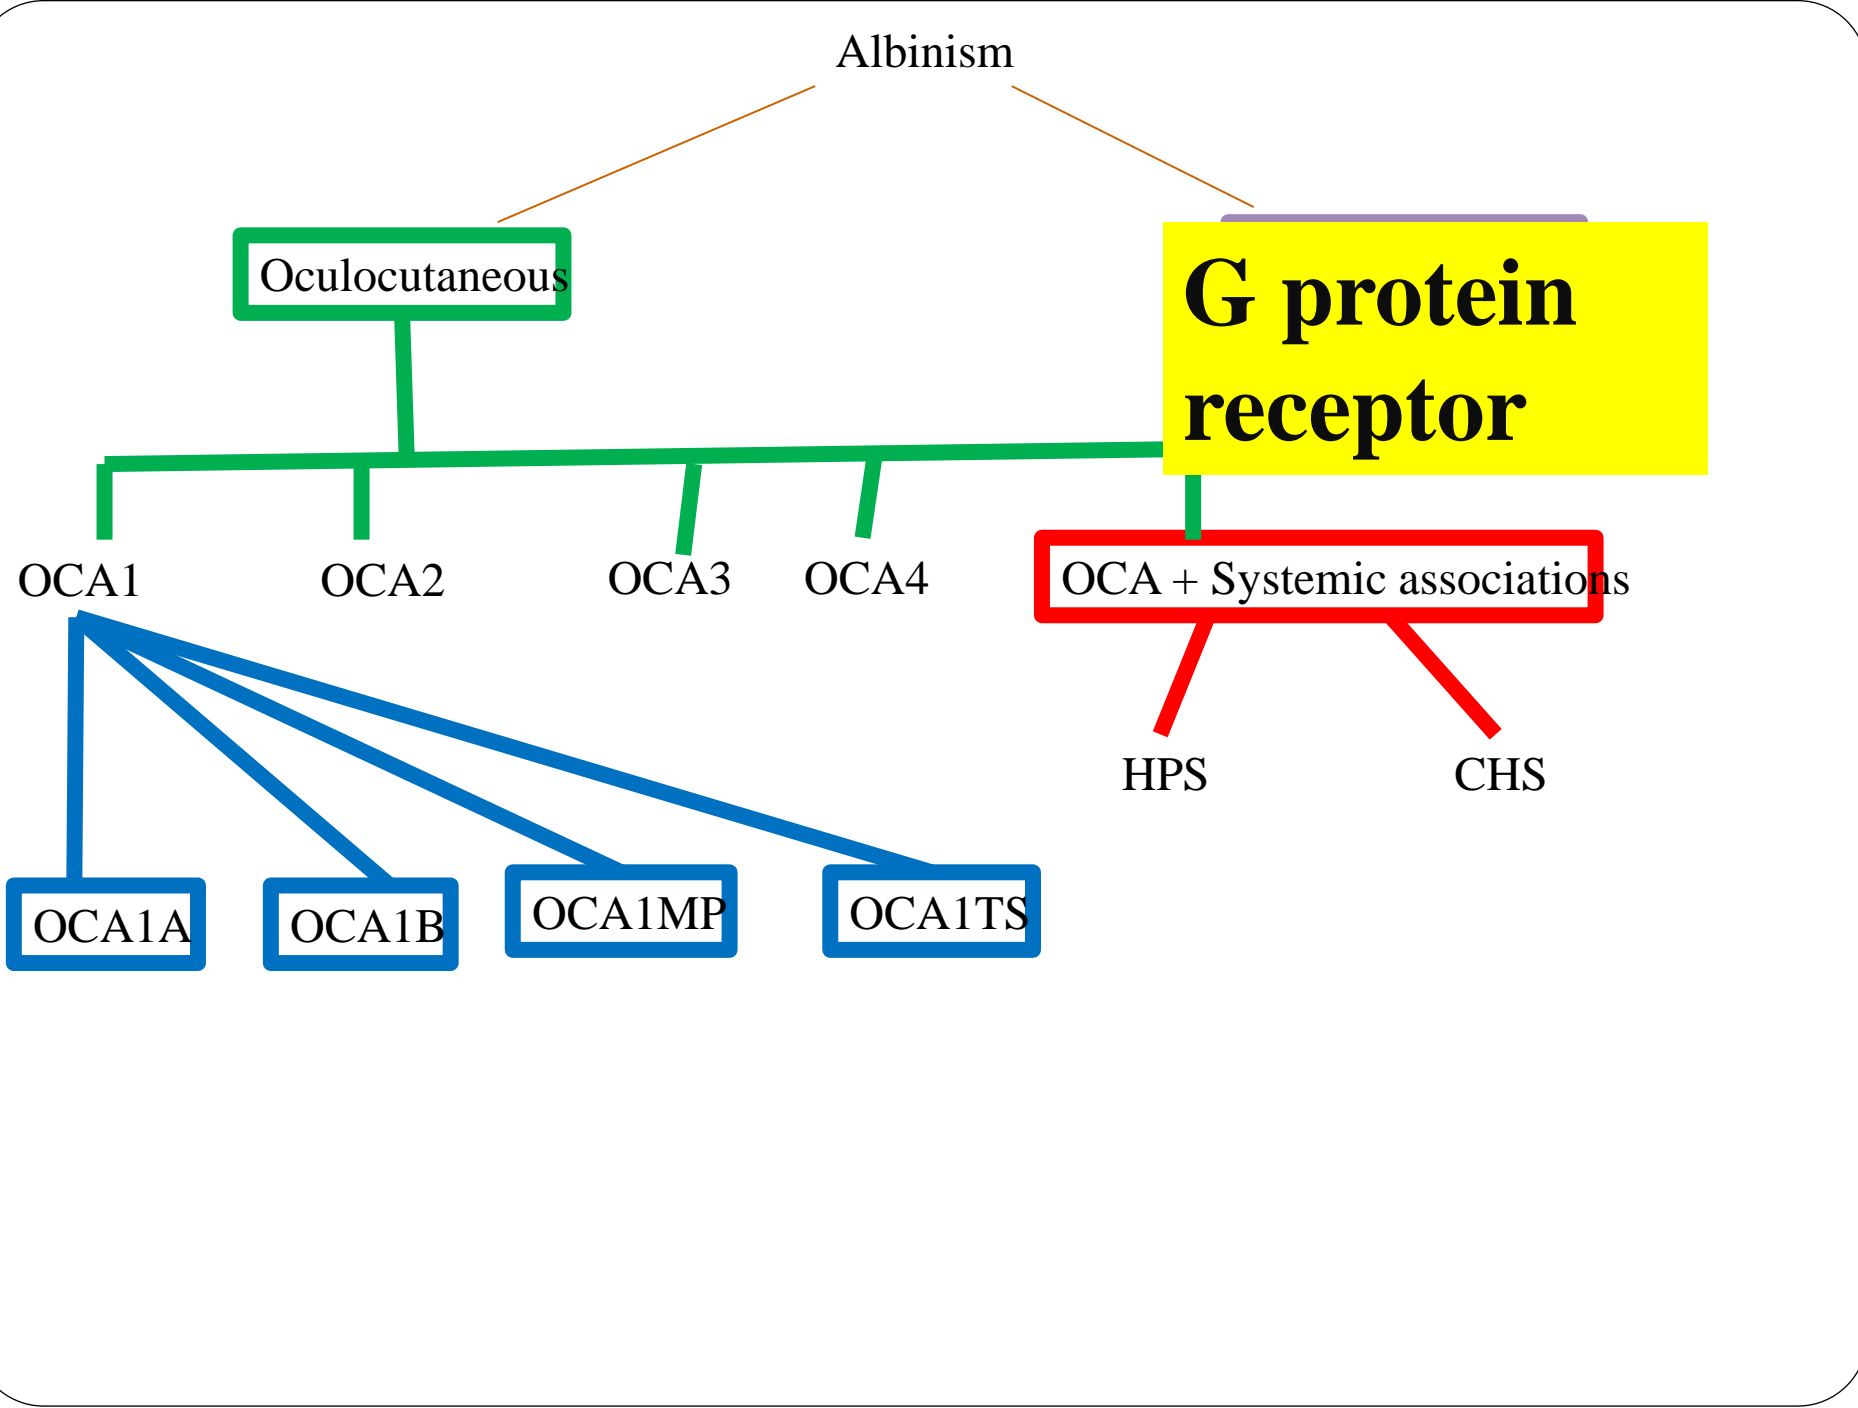 Albinism
Oculocutaneous
G protein
receptor
OCA1
OCA2
OCA3
OCA4
OCA + Systemic associations
HPS
CHS
OCA1A
OCA1B
OCA1MP
OCA1TS